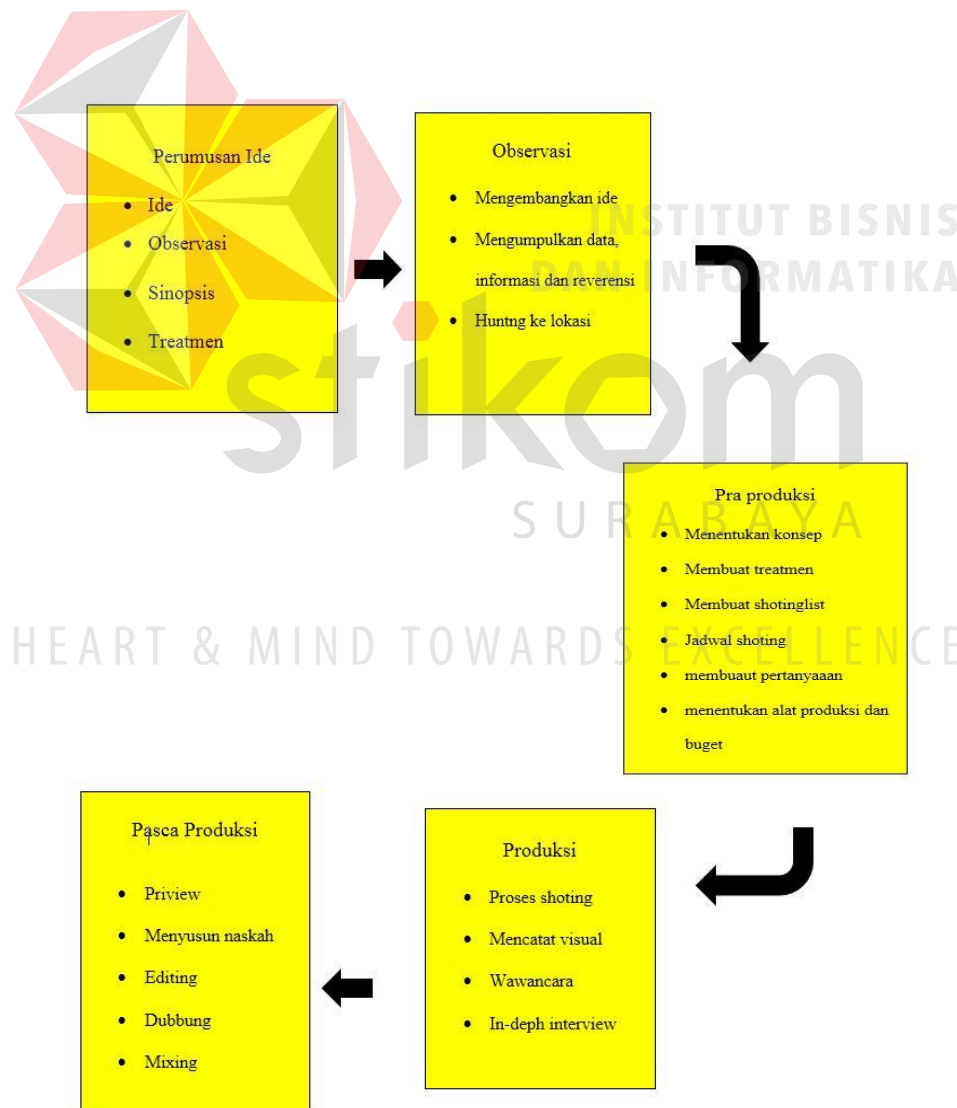 Perumusan Ide
• Ide
• Observasi
• Sinopsis
• Treatmen
Observasi
• Mengembangkan ide
• Mengumpulkan data,
informasi dan reverensi
• Huntng ke lokasi
INSTITUT BISNIS
DAN INFORMATIKA
stikom
SURABAYA
Pra produksi
• Menentukan konsep
• Membuat treatmen
• Membuat shotinglist
• Jadwal shoting
• membuaut pertanyaaan
• menentukan alat produksi dan
buget
HEART & MIND TOWARDS EXCELLENCE
Produksi
• Proses shoting
• Mencatat visual
• Wawancara
• In-deph interview
Pasca Produksi
• Priview
• Menyusun naskah
• Editing
• Dubbung
• Mixing